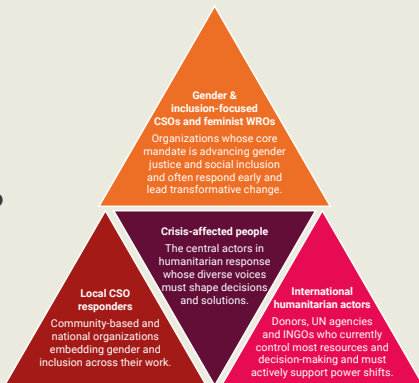 Gender &
inclusion-focused
CSOs and feminist WROs
Organizations whose core
mandate is advancing gender
justice and social inclusion
and often respond early and
lead transformative change.
Crisis-affected people
The central actors in
humanitarian response
whose diverse voices
must shape decisions
and solutions.
Local CSO
responders
Community-based and
national organizations
embedding gender and
inclusion across their work.
International
humanitarian actors
Donors, UN agencies
and INGOs who currently
control most resources and
decision-making and must
actively support power shifts.